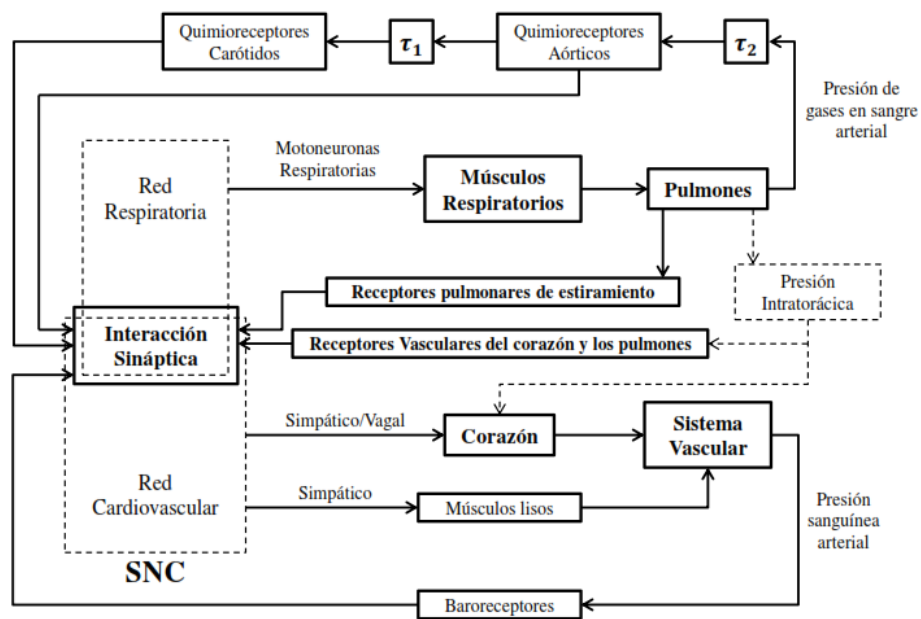 Quimioreceptores
Carótidos
τ₁
Quimioreceptores
Aórticos
τ₂
Presión de
gases en sangre
arterial
Red
Respiratoria
Motoneuronas
Respiratorias
Músculos
Respiratorios
Pulmones
Presión
Intratorácica
Receptores pulmonares de estiramiento
Receptores Vasculares del corazón y los pulmones
Interacción
Sináptica
Simpático/Vagal
Corazón
Sistema
Vascular
Red
Cardiovascular
Simpático
Músculos lisos
Presión
sanguínea
arterial
SNC
Baroreceptores